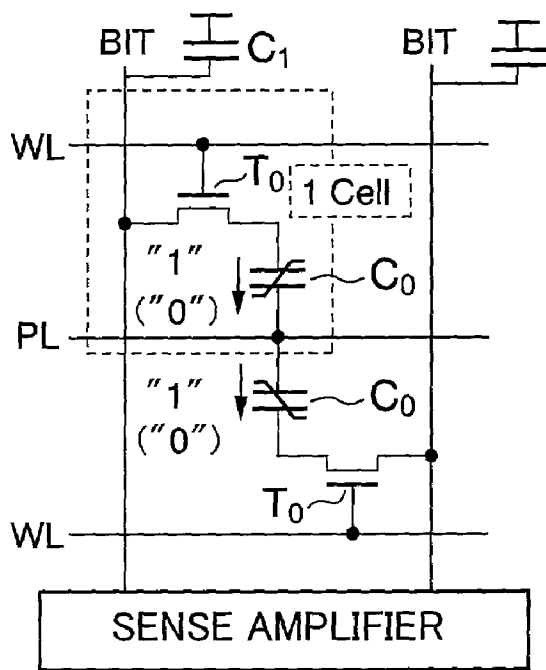 BIT C₁ BIT
WL
T₀
1 Cell
"1"
("0") C₀
PL
"1" C₀
("0")
T₀
WL
SENSE AMPLIFIER